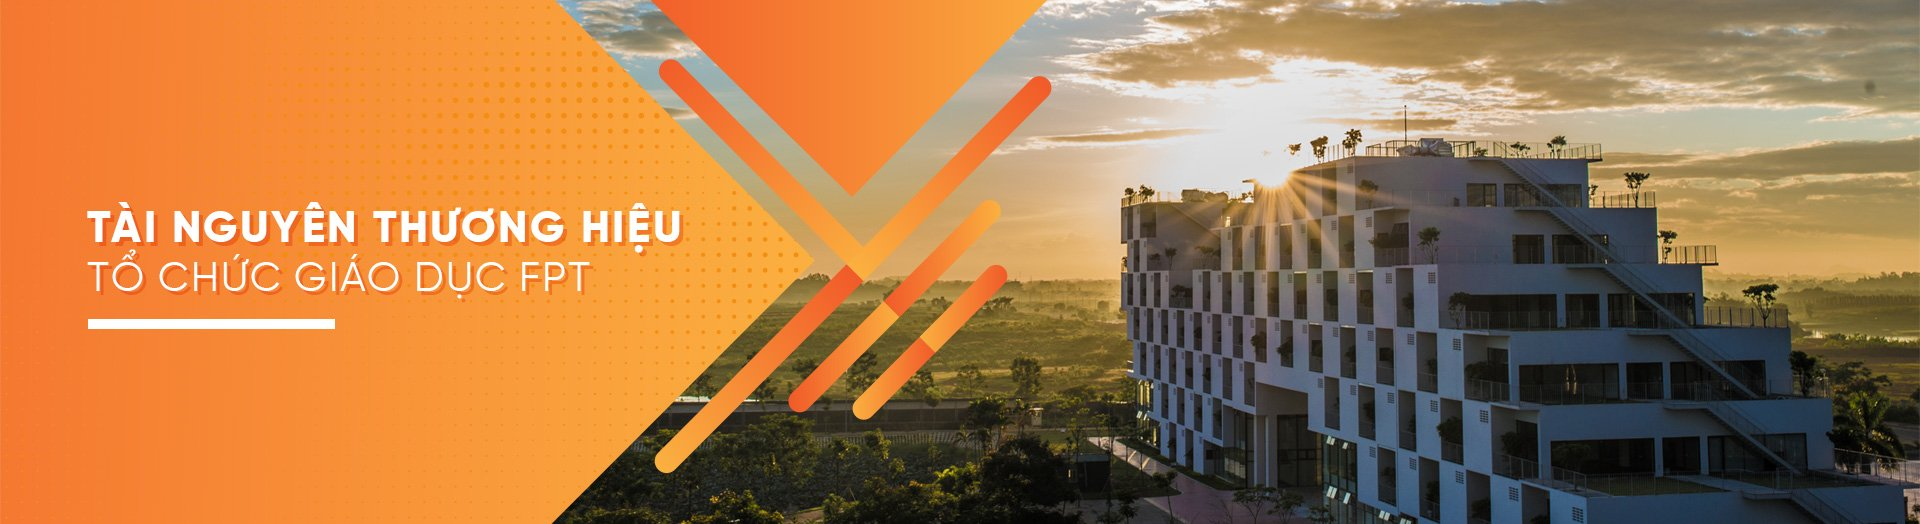 TÀI NGUYÊN THƯƠNG HIỆU
TỔ CHỨC GIÁO DỤC FPT